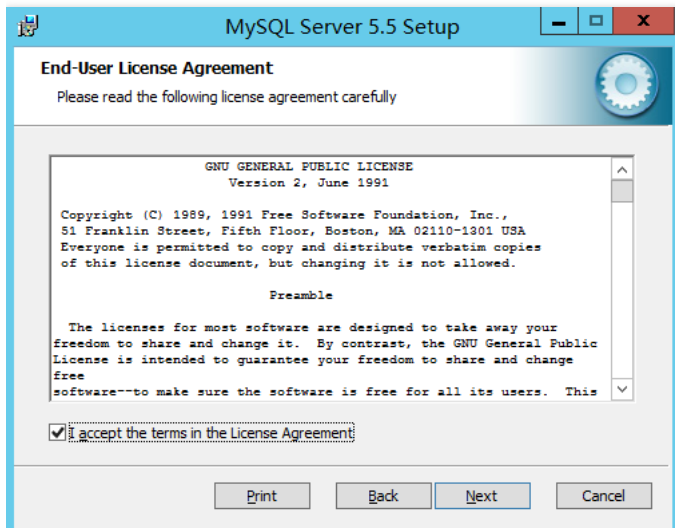 MySQL Server 5.5 Setup
End-User License Agreement
Please read the following license agreement carefully
GNU GENERAL PUBLIC LICENSE
Version 2, June 1991
Copyright (C) 1989, 1991 Free Software Foundation, Inc.,
51 Franklin Street, Fifth Floor, Boston, MA 02110-1301 USA
Everyone is permitted to copy and distribute verbatim copies
of this license document, but changing it is not allowed.
Preamble
The licenses for most software are designed to take away your
freedom to share and change it.  By contrast, the GNU General Public
License is intended to guarantee your freedom to share and change
free
software--to make sure the software is free for all its users.  This
I accept the terms in the License Agreement
Print Back Next Cancel